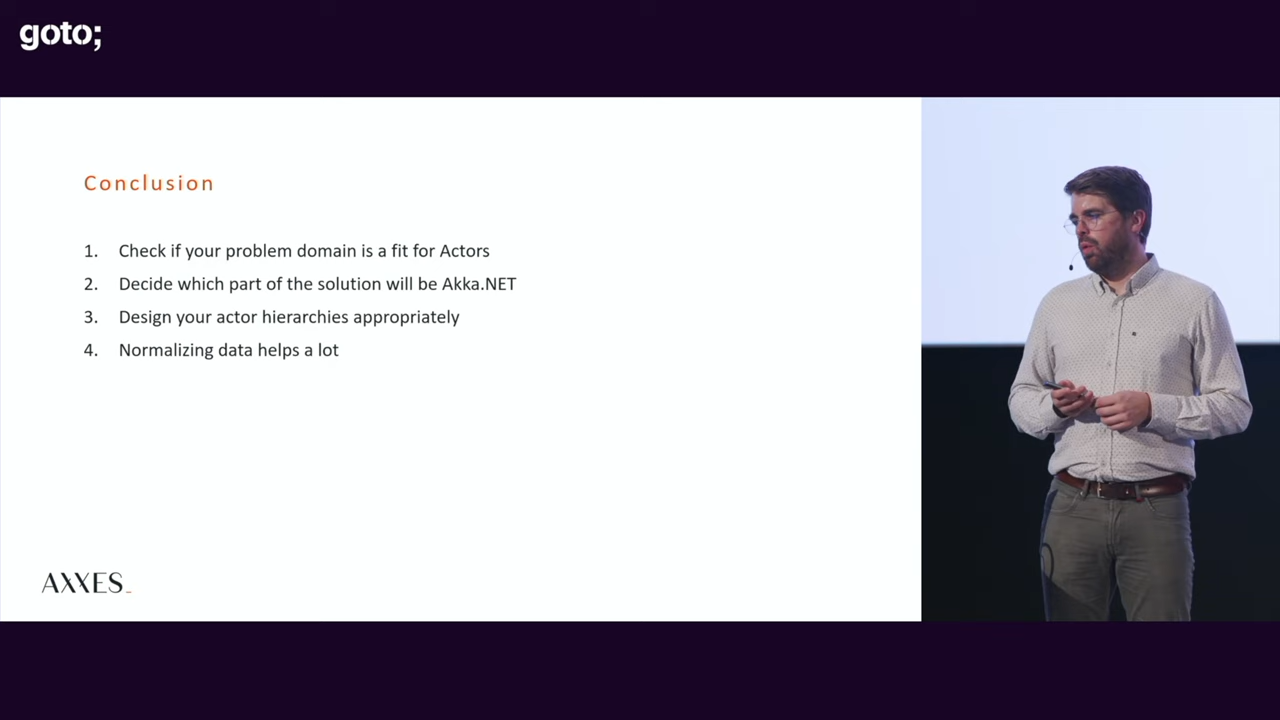 goto;
Conclusion
1. Check if your problem domain is a fit for Actors
2. Decide which part of the solution will be Akka.NET
3. Design your actor hierarchies appropriately
4. Normalizing data helps a lot
AXXES_